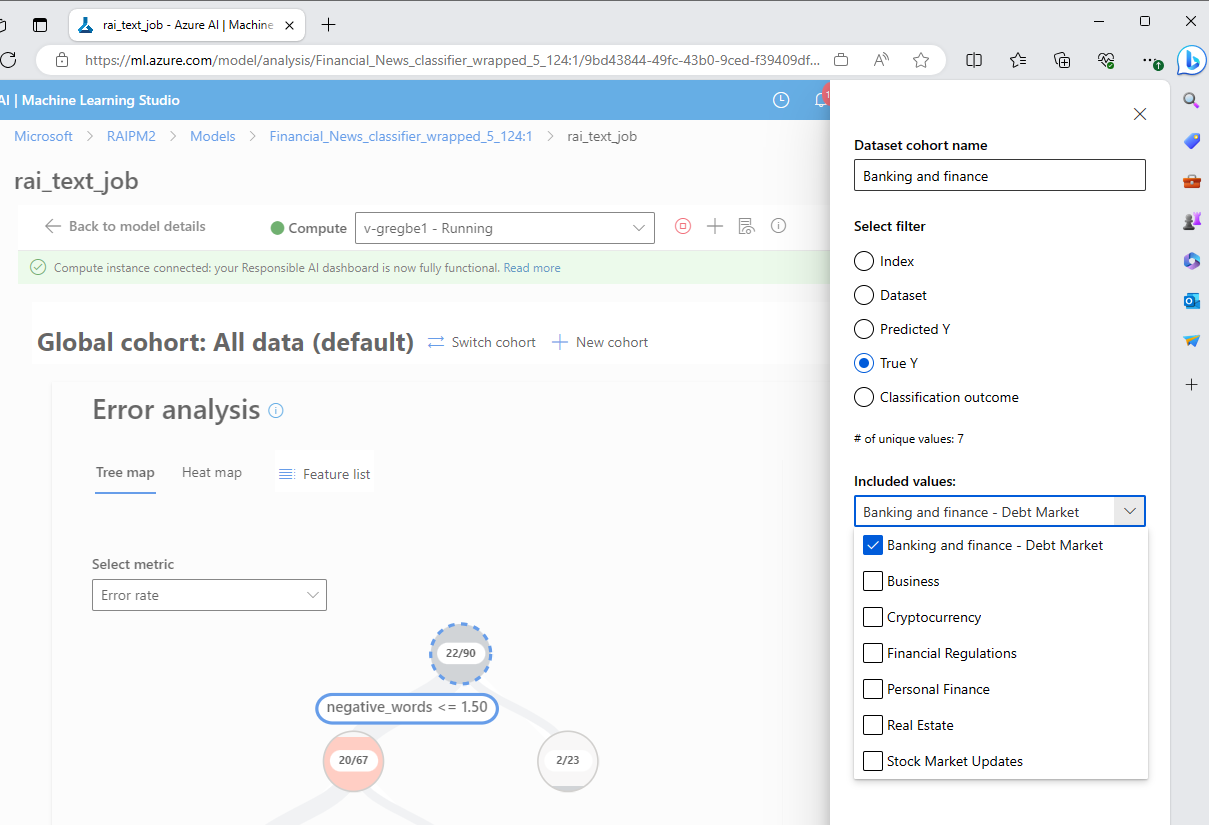 rai_text_job - Azure AI | Machine
https://ml.azure.com/model/analysis/Financial_News_classifier_wrapped_5_124:1/9bd43844-49fc-43b0-9ced-f39409df...
AI | Machine Learning Studio
1
Microsoft > RAIPM2 > Models > Financial_News_classifier_wrapped_5_124:1 > rai_text_job
rai_text_job
Back to model details
Compute
v-gregbe1 - Running
Compute instance connected: your Responsible AI dashboard is now fully functional. Read more
Global cohort: All data (default)
Switch cohort
New cohort
Error analysis
Tree map
Heat map
Feature list
Select metric
Error rate
22/90
negative_words <= 1.50
20/67
2/23
Dataset cohort name
Banking and finance
Select filter
Index
Dataset
Predicted Y
True Y
Classification outcome
# of unique values: 7
Included values:
Banking and finance - Debt Market
Banking and finance - Debt Market
Business
Cryptocurrency
Financial Regulations
Personal Finance
Real Estate
Stock Market Updates